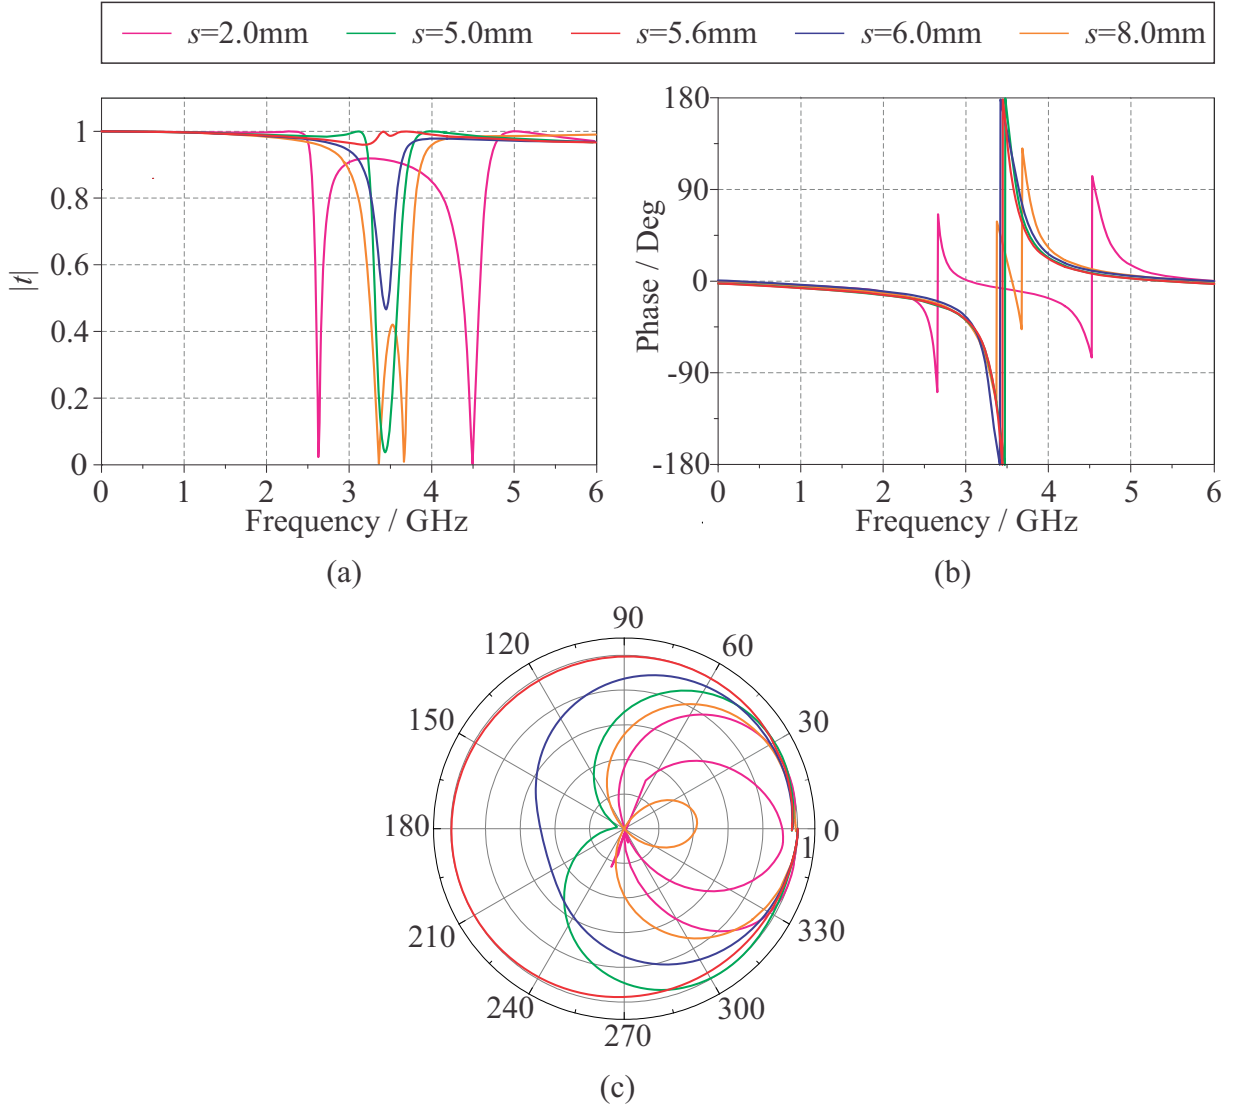 s=2.0mm s=5.0mm s=5.6mm s=6.0mm s=8.0mm
|t|
1
0.8
0.6
0.4
0.2
0
0 1 2 3 4 5 6
Frequency / GHz
(a)
Phase / Deg
180
90
0
-90
-180
0 1 2 3 4 5 6
Frequency / GHz
(b)
90
120 60
150 30
180 0
1
210 330
240 300
270
(c)